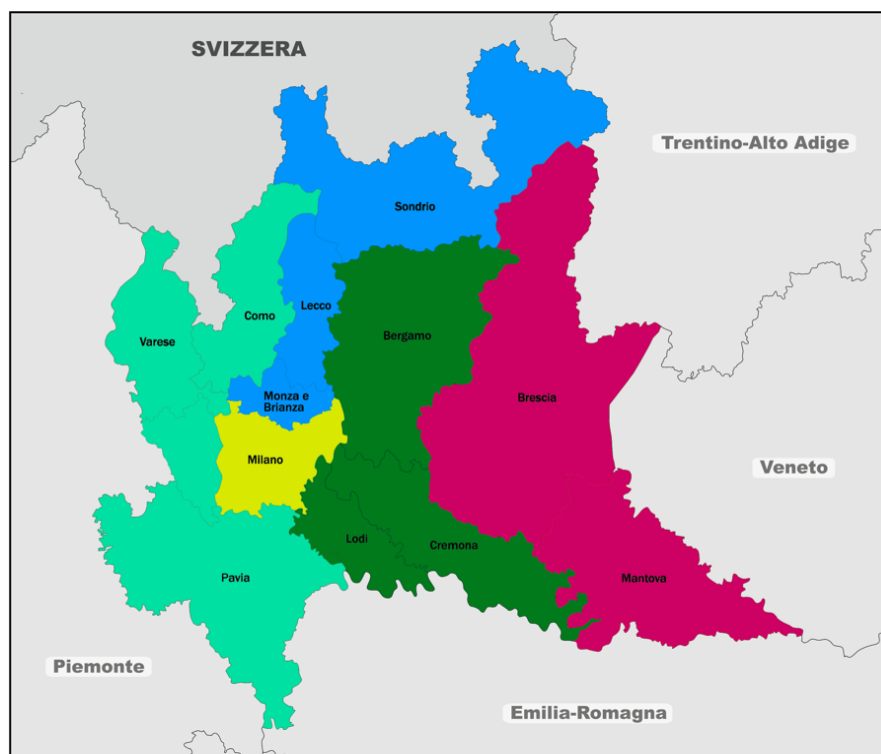 SVIZZERA
Trentino-Alto Adige
Sondrio
Lecco
Como
Varese
Bergamo
Monza e
Brianza
Brescia
Milano
Veneto
Lodi
Cremona
Pavia
Mantova
Piemonte
Emilia-Romagna